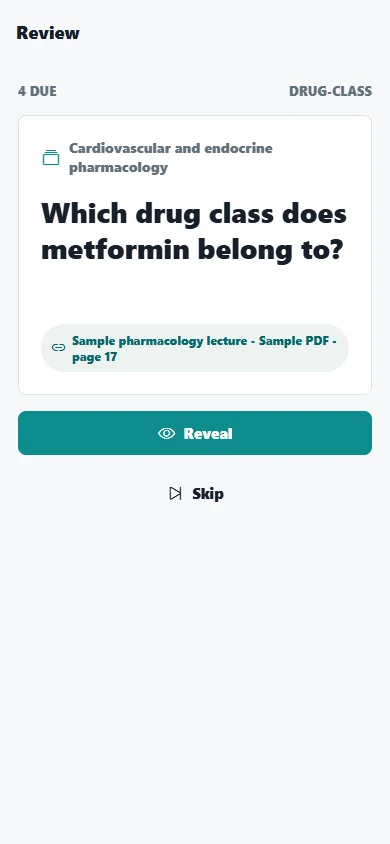 Review
4 DUE
DRUG-CLASS
Cardiovascular and endocrine
pharmacology
Which drug class does
metformin belong to?
Sample pharmacology lecture - Sample PDF -
page 17
Reveal
Skip